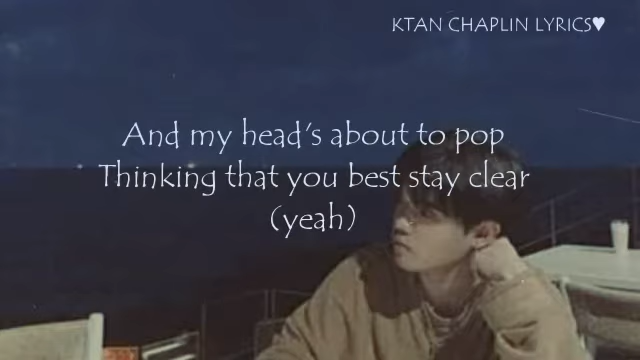 KTAN CHAPLIN LYRICS♥
And my head's about to pop
Thinking that you best stay clear
(yeah)